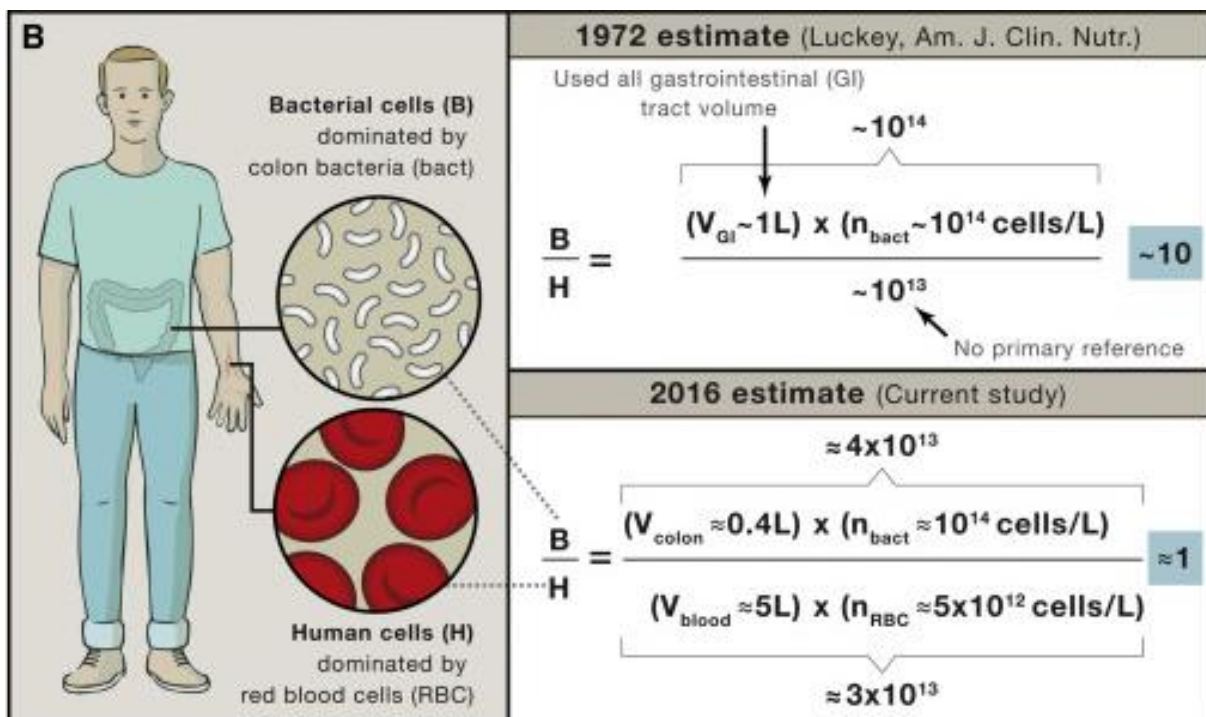 B
Bacterial cells (B)
dominated by
colon bacteria (bact)
Human cells (H)
dominated by
red blood cells (RBC)
1972 estimate (Luckey, Am. J. Clin. Nutr.)
Used all gastrointestinal (GI)
tract volume
~10¹⁴
B/H = (V_GI~1L) x (n_bact~10¹⁴ cells/L)
~10¹³
~10
No primary reference
2016 estimate (Current study)
≈4x10¹³
B/H = (V_colon ≈0.4L) x (n_bact ≈10¹⁴ cells/L)
(V_blood ≈5L) x (n_RBC ≈5x10¹² cells/L)
≈1
≈3x10¹³